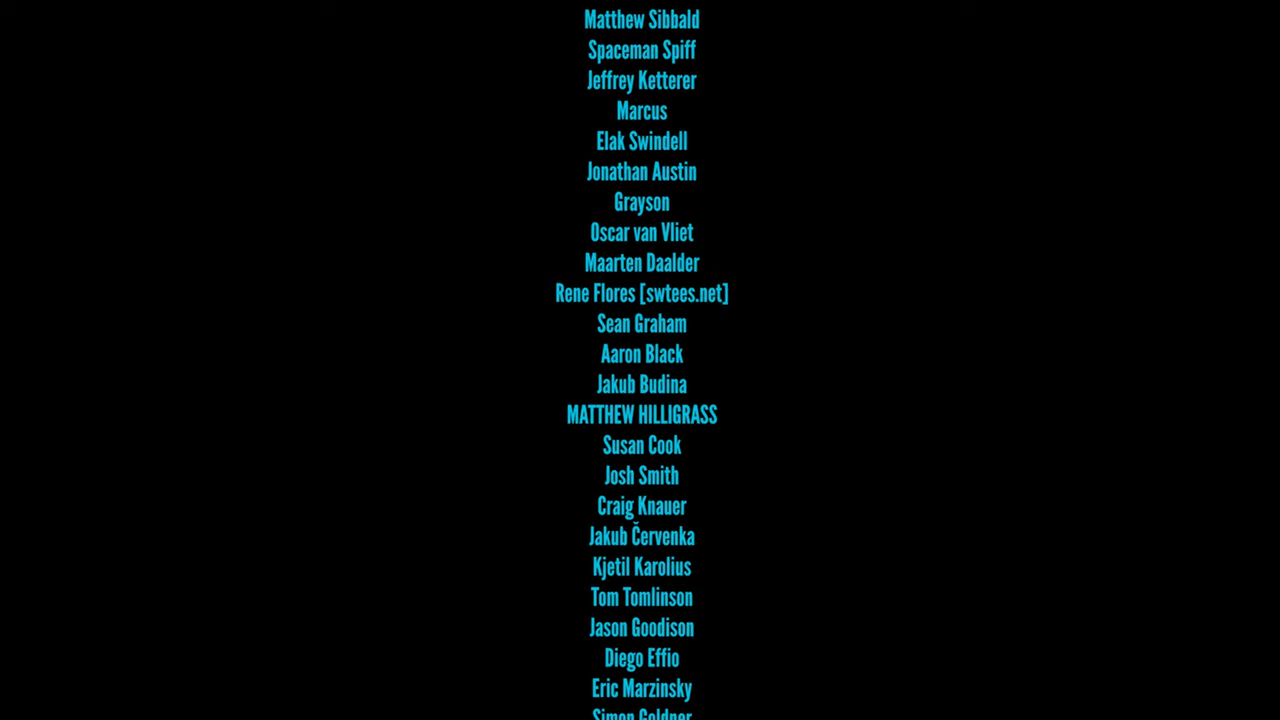 Matthew Sibbald
Spaceman Spiff
Jeffrey Ketterer
Marcus
Elak Swindell
Jonathan Austin
Grayson
Oscar van Vliet
Maarten Daalder
Rene Flores [swtees.net]
Sean Graham
Aaron Black
Jakub Budina
MATTHEW HILLIGRASS
Susan Cook
Josh Smith
Craig Knauer
Jakub Červenka
Kjetil Karolius
Tom Tomlinson
Jason Goodison
Diego Effio
Eric Marzinsky
Simon Goldner